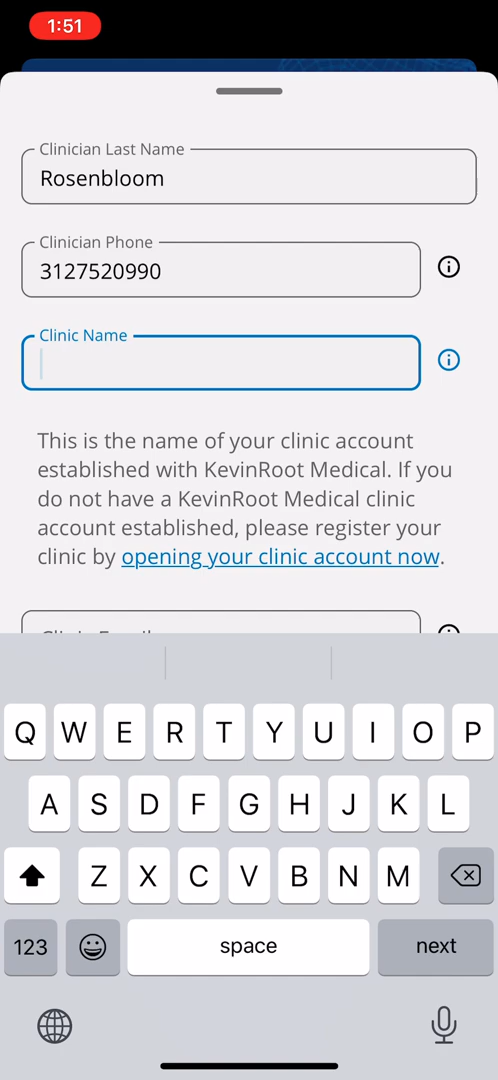 1:51
Clinician Last Name
Rosenbloom
Clinician Phone
3127520990
Clinic Name
This is the name of your clinic account
established with KevinRoot Medical. If you
do not have a KevinRoot Medical clinic
account established, please register your
clinic by opening your clinic account now.
Q W E R T Y U I O P
A S D F G H J K L
Z X C V B N M
123 space next